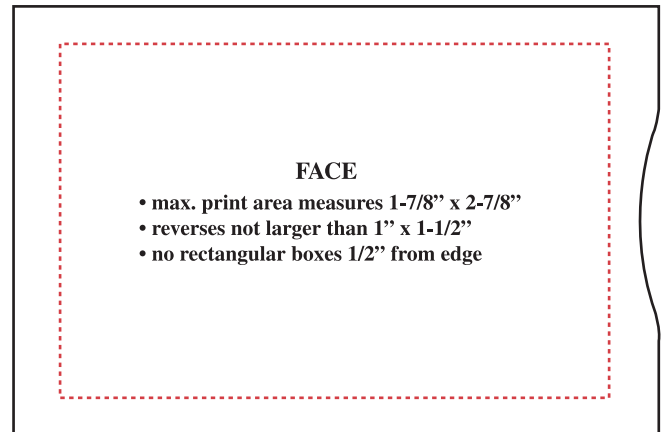 FACE
• max. print area measures 1-7/8” x 2-7/8”
• reverses not larger than 1” x 1-1/2”
• no rectangular boxes 1/2” from edge